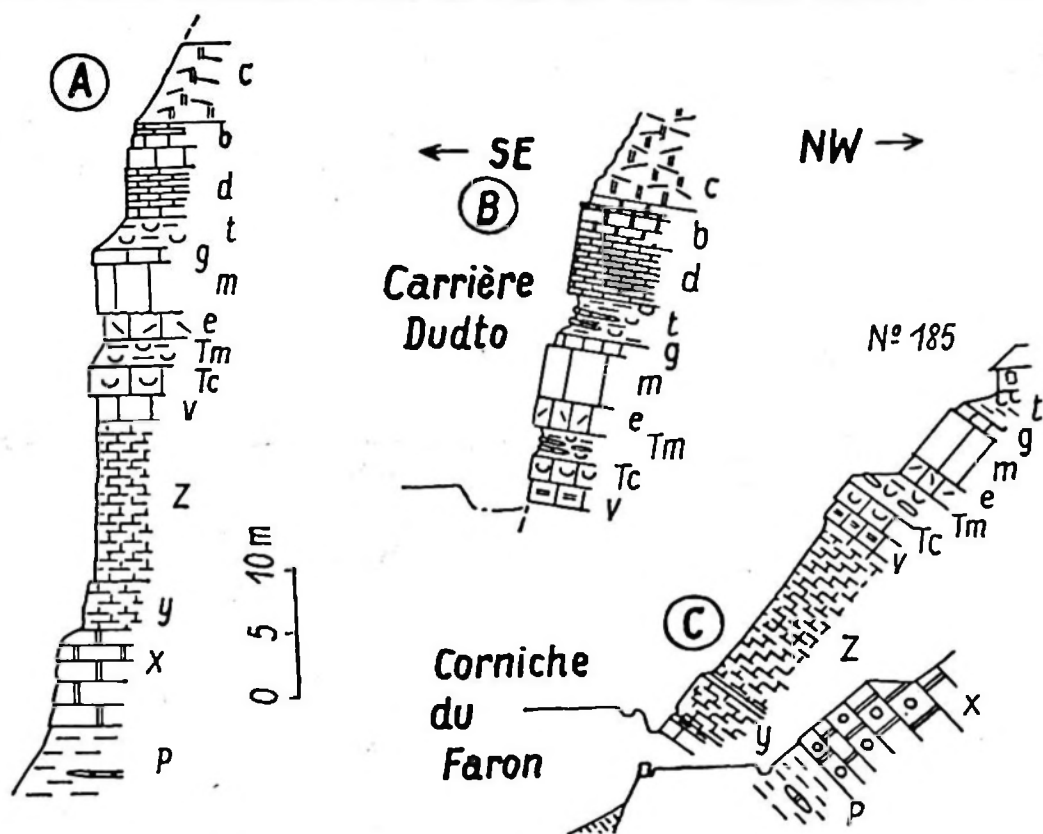 A
c
b
d
t
g
m
e
Tm
Tc
v
z
y
x
p
10 m
5
0
← SE
NW →
B
Carrière
Dudto
c
b
d
t
g
m
e
Tm
Tc
v
Nº 185
C
Corniche
du
Faron
t
g
m
e
Tm
Tc
v
z
y
x
p